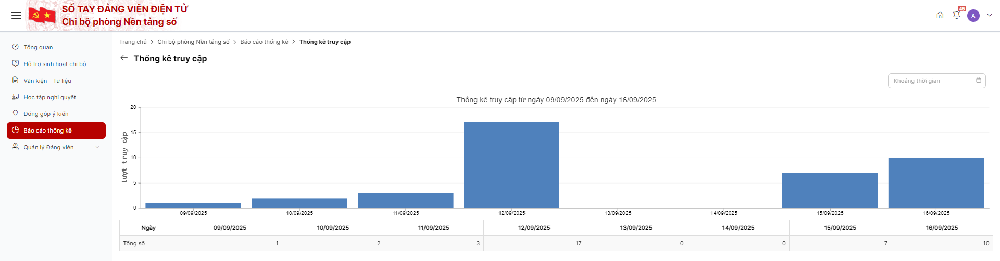 SỔ TAY ĐẢNG VIÊN ĐIỆN TỬ
Chi bộ phòng Nền tảng số
45
A
Tổng quan
Hỗ trợ sinh hoạt chi bộ
Văn kiện - Tư liệu
Học tập nghị quyết
Đóng góp ý kiến
Báo cáo thống kê
Quản lý Đảng viên
Trang chủ > Chi bộ phòng Nền tảng số > Báo cáo thống kê > Thống kê truy cập
← Thống kê truy cập
Khoảng thời gian
Thống kê truy cập từ ngày 09/09/2025 đến ngày 16/09/2025
Lượt truy cập
20
15
10
5
0
09/09/2025 10/09/2025 11/09/2025 12/09/2025 13/09/2025 14/09/2025 15/09/2025 16/09/2025
Ngày 09/09/2025 10/09/2025 11/09/2025 12/09/2025 13/09/2025 14/09/2025 15/09/2025 16/09/2025
Tổng số 1 2 3 17 0 0 7 10